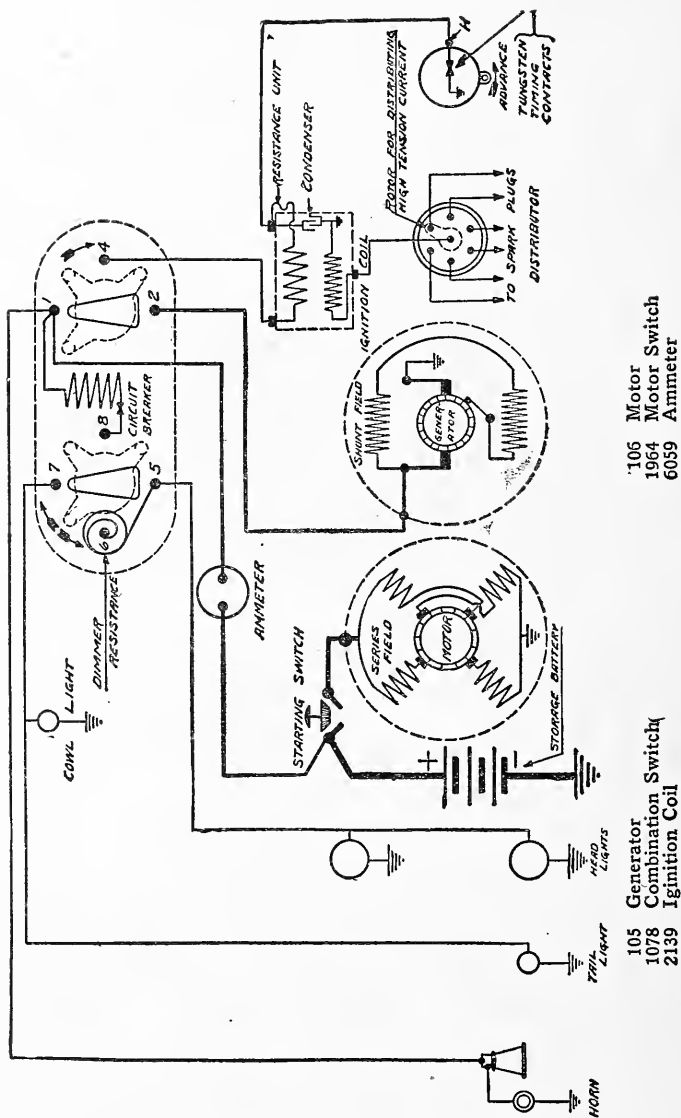 RESISTANCE UNIT
CONDENSER
ROTOR FOR DISTRIBUTING
HIGH TENSION CURRENT
H
ADVANCE
TUNGSTEN
TIMING
CONTACTS
4
1
2
CIRCUIT
BREAKER
8
7
5
6
DIMMER
RESISTANCE
IGNITION COIL
TO SPARK PLUGS
DISTRIBUTOR
SHUNT FIELD
GENER-
ATOR
AMMETER
COWL LIGHT
STARTING SWITCH
SERIES FIELD
MOTOR
STORAGE BATTERY
+
−
HEAD
LIGHTS
TAIL
LIGHT
HORN
105 Generator
1078 Combination Switch
2139 Iginition Coil
106 Motor
1964 Motor Switch
6059 Ammeter